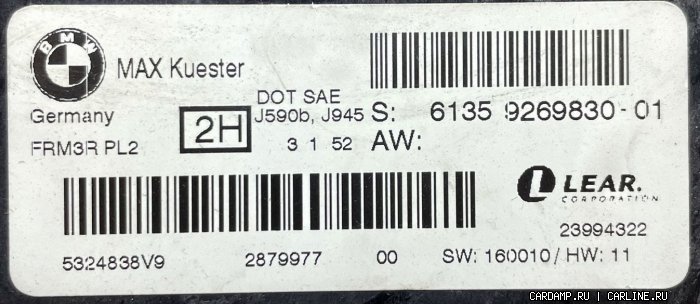 BMW
MAX Kuester
Germany
FRM3R PL2
2H
DOT SAE
J590b, J945
3 1 52
S: 6135 9269830-01
AW:
LEAR.
CORPORATION
23994322
5324838V9 2879977 00 SW: 160010/HW: 11
CARDAMP.RU | CARLINE.RU